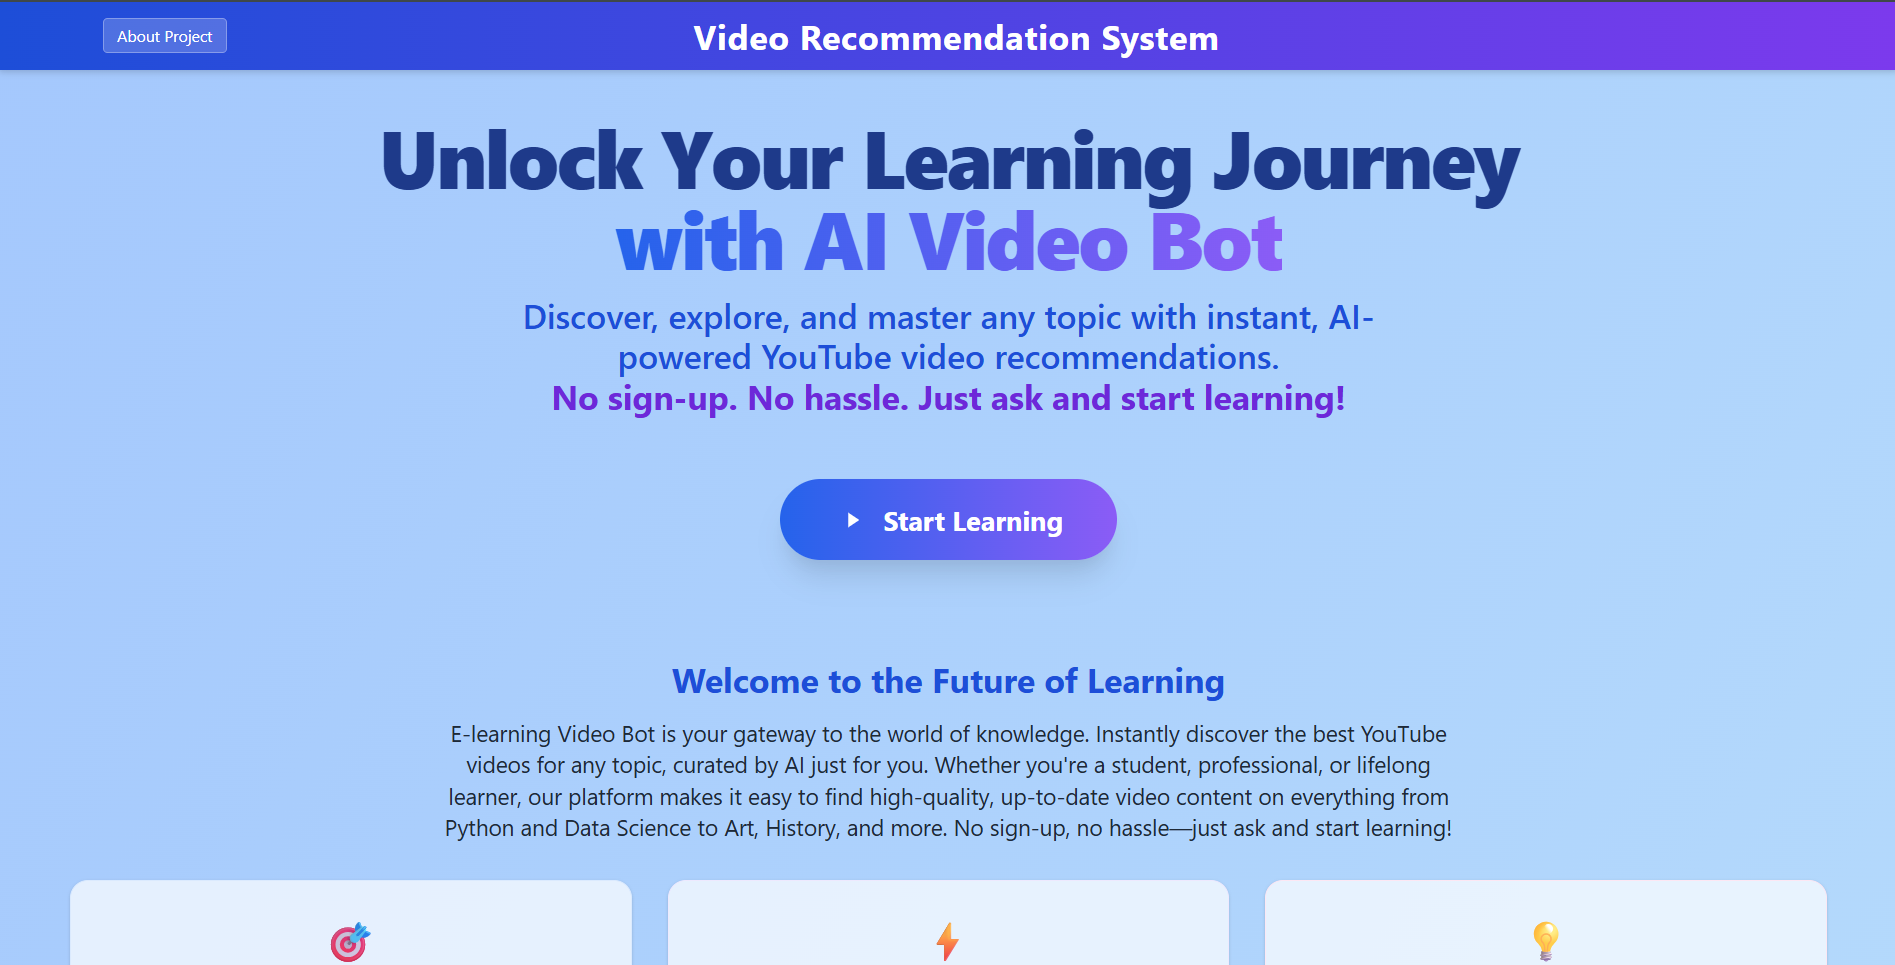 About Project
Video Recommendation System
Unlock Your Learning Journey
with AI Video Bot
Discover, explore, and master any topic with instant, AI-
powered YouTube video recommendations.
No sign-up. No hassle. Just ask and start learning!
Start Learning
Welcome to the Future of Learning
E-learning Video Bot is your gateway to the world of knowledge. Instantly discover the best YouTube
videos for any topic, curated by AI just for you. Whether you're a student, professional, or lifelong
learner, our platform makes it easy to find high-quality, up-to-date video content on everything from
Python and Data Science to Art, History, and more. No sign-up, no hassle—just ask and start learning!